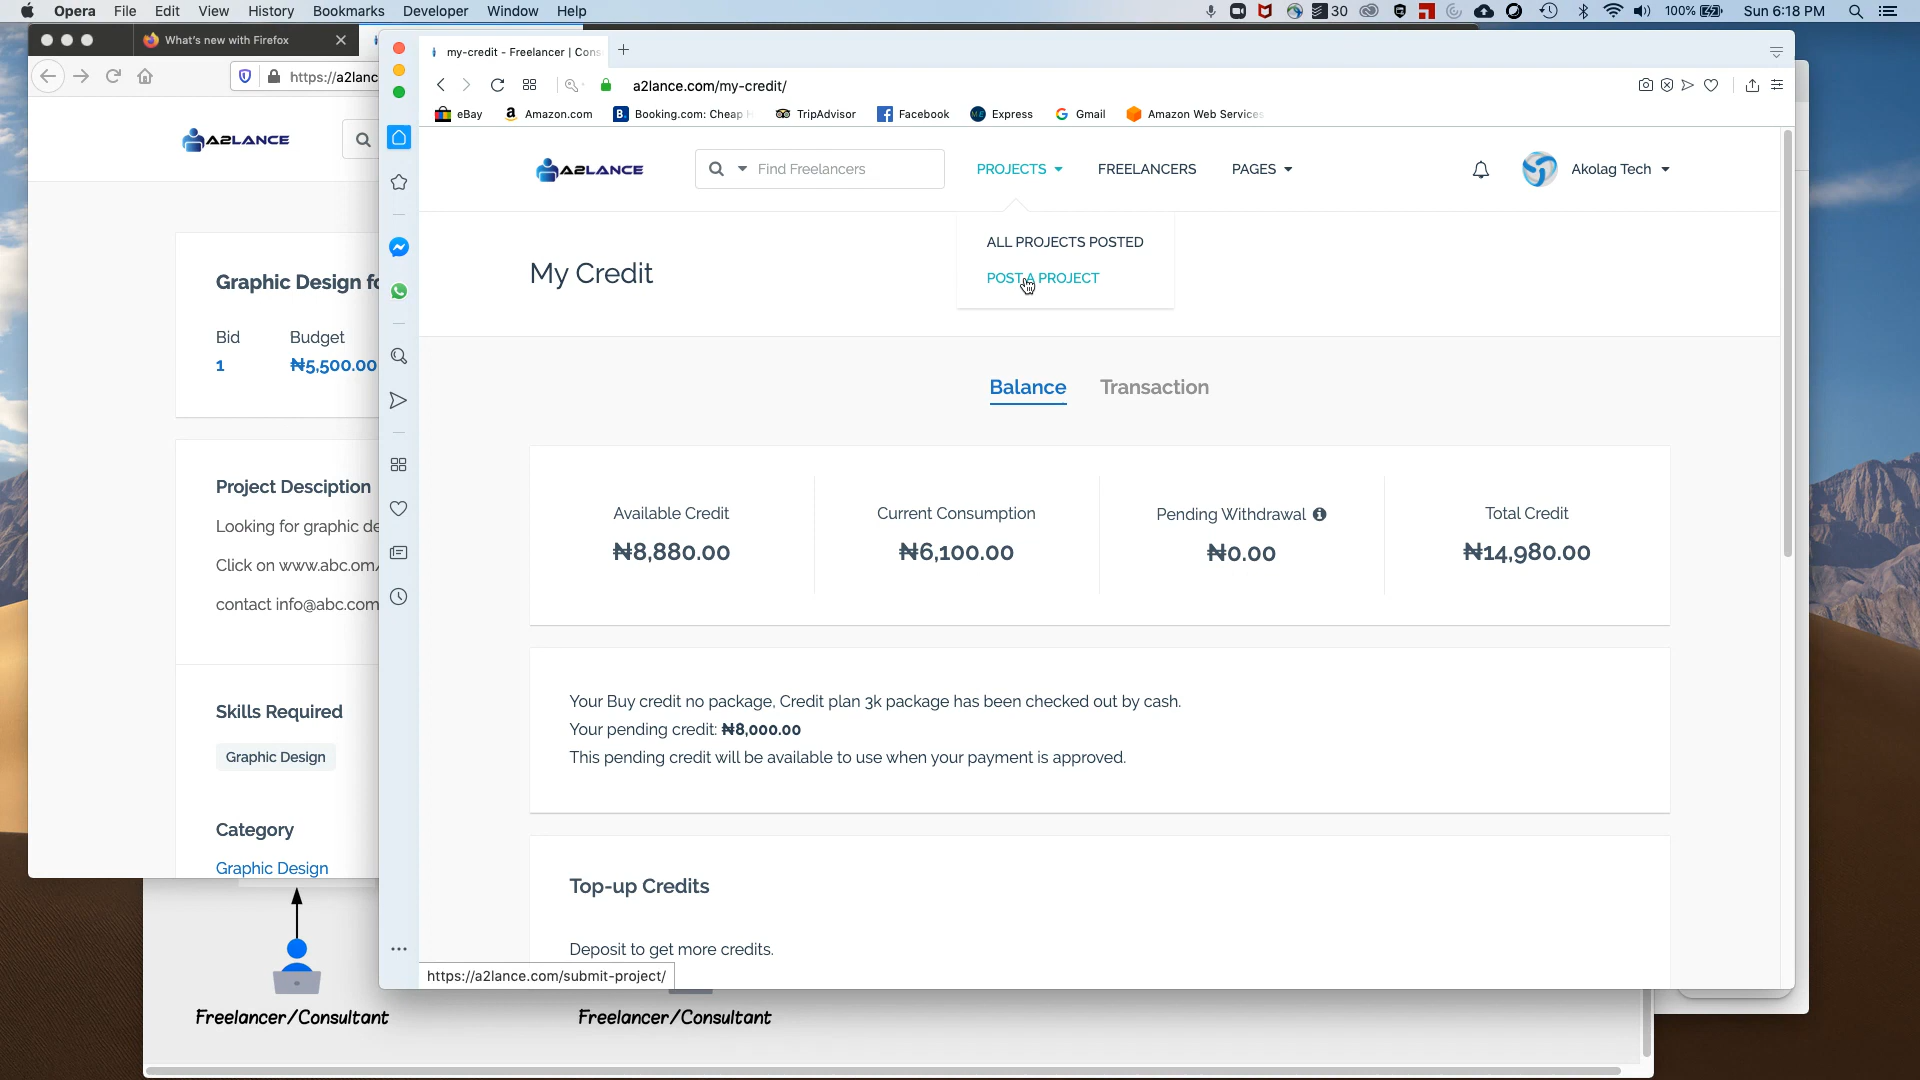 Opera File Edit View History Bookmarks Developer Window Help 30 100% Sun 6:18 PM
What's new with Firefox
https://a2lanc
A2LANCE
Graphic Design fo
Bid Budget
1 ₦5,500.00
Project Desciption
Looking for graphic de
Click on www.abc.om/
contact info@abc.com
Skills Required
Graphic Design
Category
Graphic Design
Freelancer/Consultant
Freelancer/Consultant
my-credit - Freelancer | Cons
a2lance.com/my-credit/
eBay Amazon.com Booking.com: Cheap TripAdvisor Facebook Express Gmail Amazon Web Services
A2LANCE Find Freelancers PROJECTS FREELANCERS PAGES Akolag Tech
ALL PROJECTS POSTED
POST A PROJECT
My Credit
Balance Transaction
Available Credit Current Consumption Pending Withdrawal Total Credit
₦8,880.00 ₦6,100.00 ₦0.00 ₦14,980.00
Your Buy credit no package, Credit plan 3k package has been checked out by cash.
Your pending credit: ₦8,000.00
This pending credit will be available to use when your payment is approved.
Top-up Credits
Deposit to get more credits.
https://a2lance.com/submit-project/